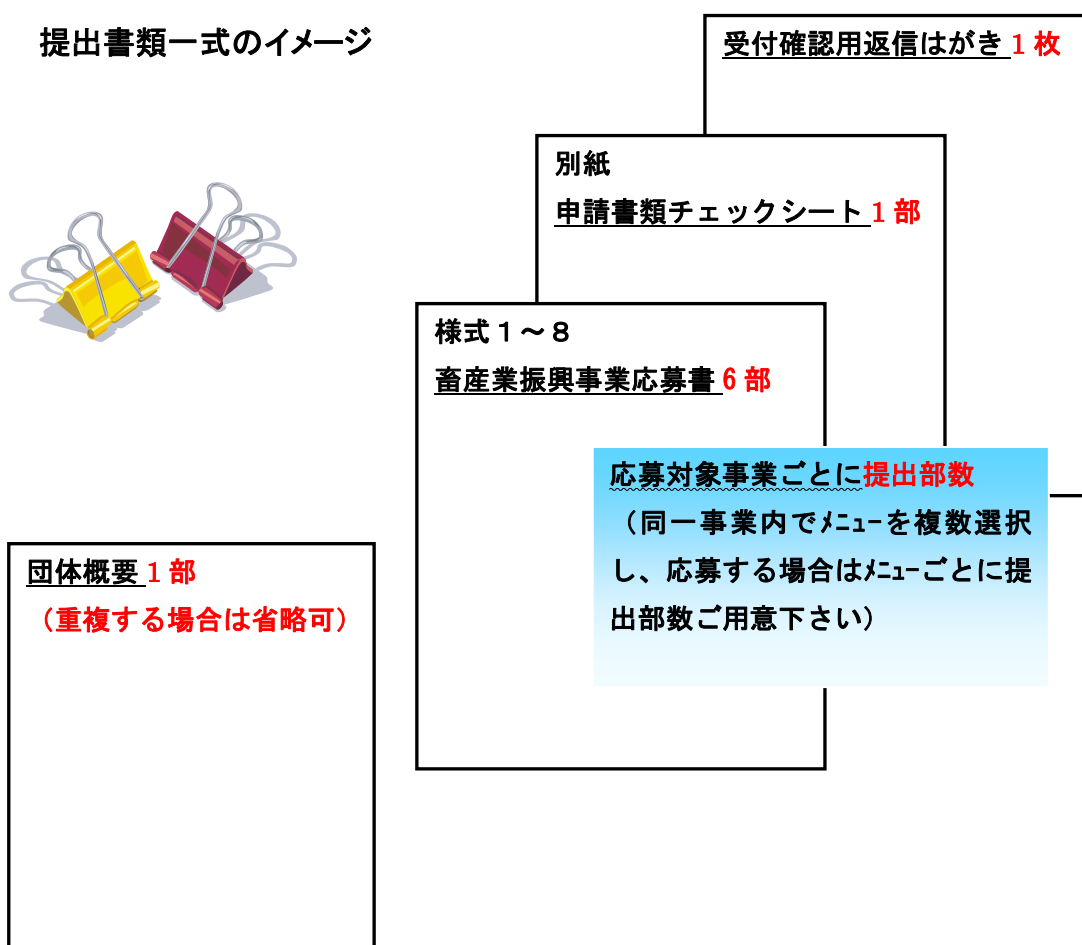 提出書類一式のイメージ
受付確認用返信はがき 1 枚
別紙
申請書類チェックシート 1 部
様式１～８
畜産業振興事業応募書 6 部
応募対象事業ごとに提出部数
（同一事業内でﾒﾆｭｰを複数選択
し、応募する場合はﾒﾆｭｰごとに提
出部数ご用意下さい）
団体概要 1 部
（重複する場合は省略可）